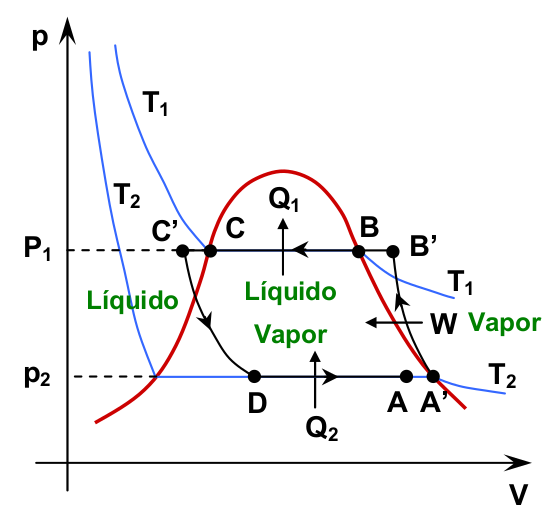 p
T₁
T₂
Q₁
C’
C
B
B’
P₁
T₁
Líquido
Líquido
Vapor
W
Vapor
p₂
T₂
D
A
A’
Q₂
V